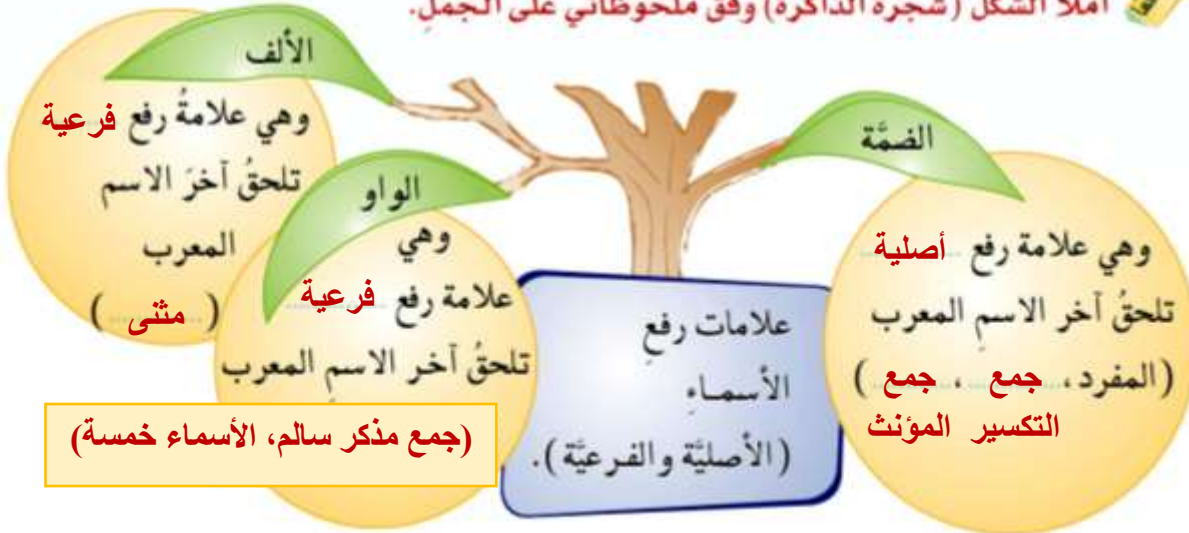 أملأ الشكل (شجرة الذاكرة) وفق ملحوظاتي على الجملِ.
الضمَّة
وهي علامة رفع أصلية
تلحقُ آخر الاسمِ المعرب
(المفرد، جمع ، جمع )
التكسير المؤنث
علامات رفعِ
الأسماءِ
(الأصليَّة والفرعيَّة).
الواو
وهي
علامة رفع فرعية
تلحقُ آخر الاسمِ المعرب
(جمع مذكر سالم، الأسماء خمسة)
الألف
وهي علامةُ رفع فرعية
تلحقُ آخرَ الاسم
المعرب
( مثنى )